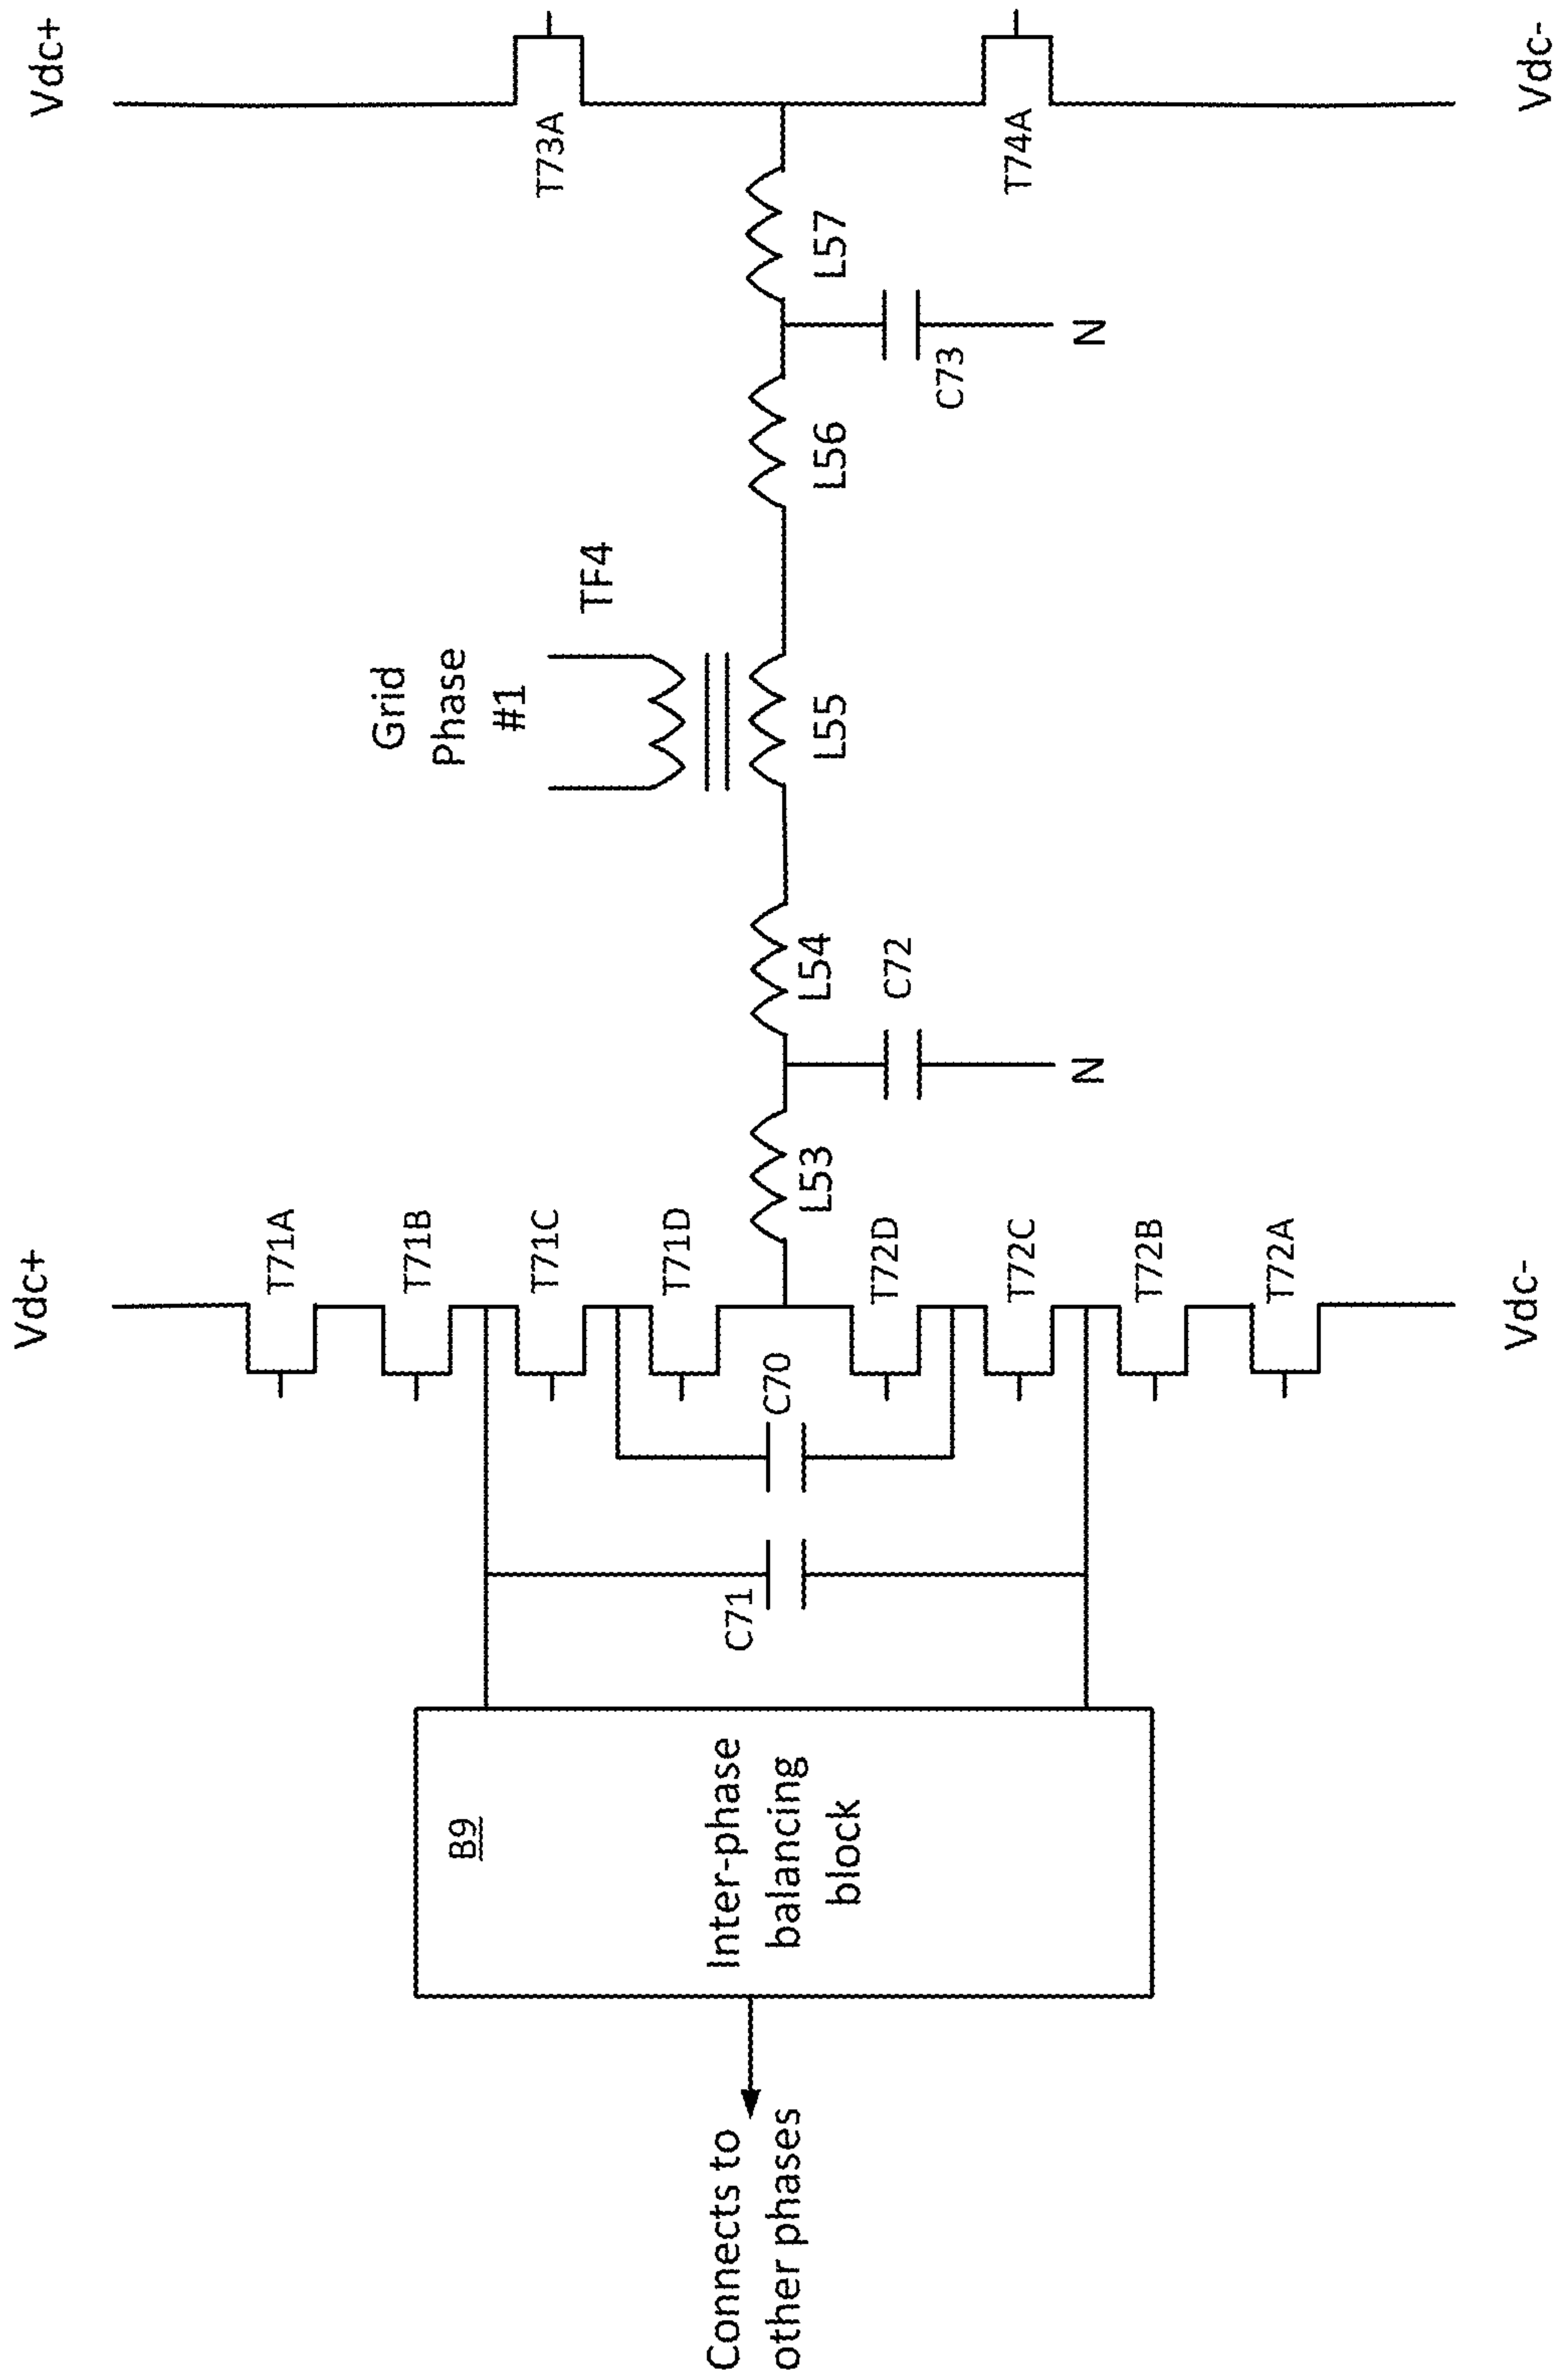 Vdc+
Vdc+
T71A
T71B
T71C
T71D
T72D
T72C
T72B
T72A
Vdc-
C70
C71
B9
Inter-phase
balancing
block
Connects to
other phases
L53
C72
N
L54
Grid
Phase
#1
TF4
L55
L56
C73
N
L57
T73A
T74A
Vdc-